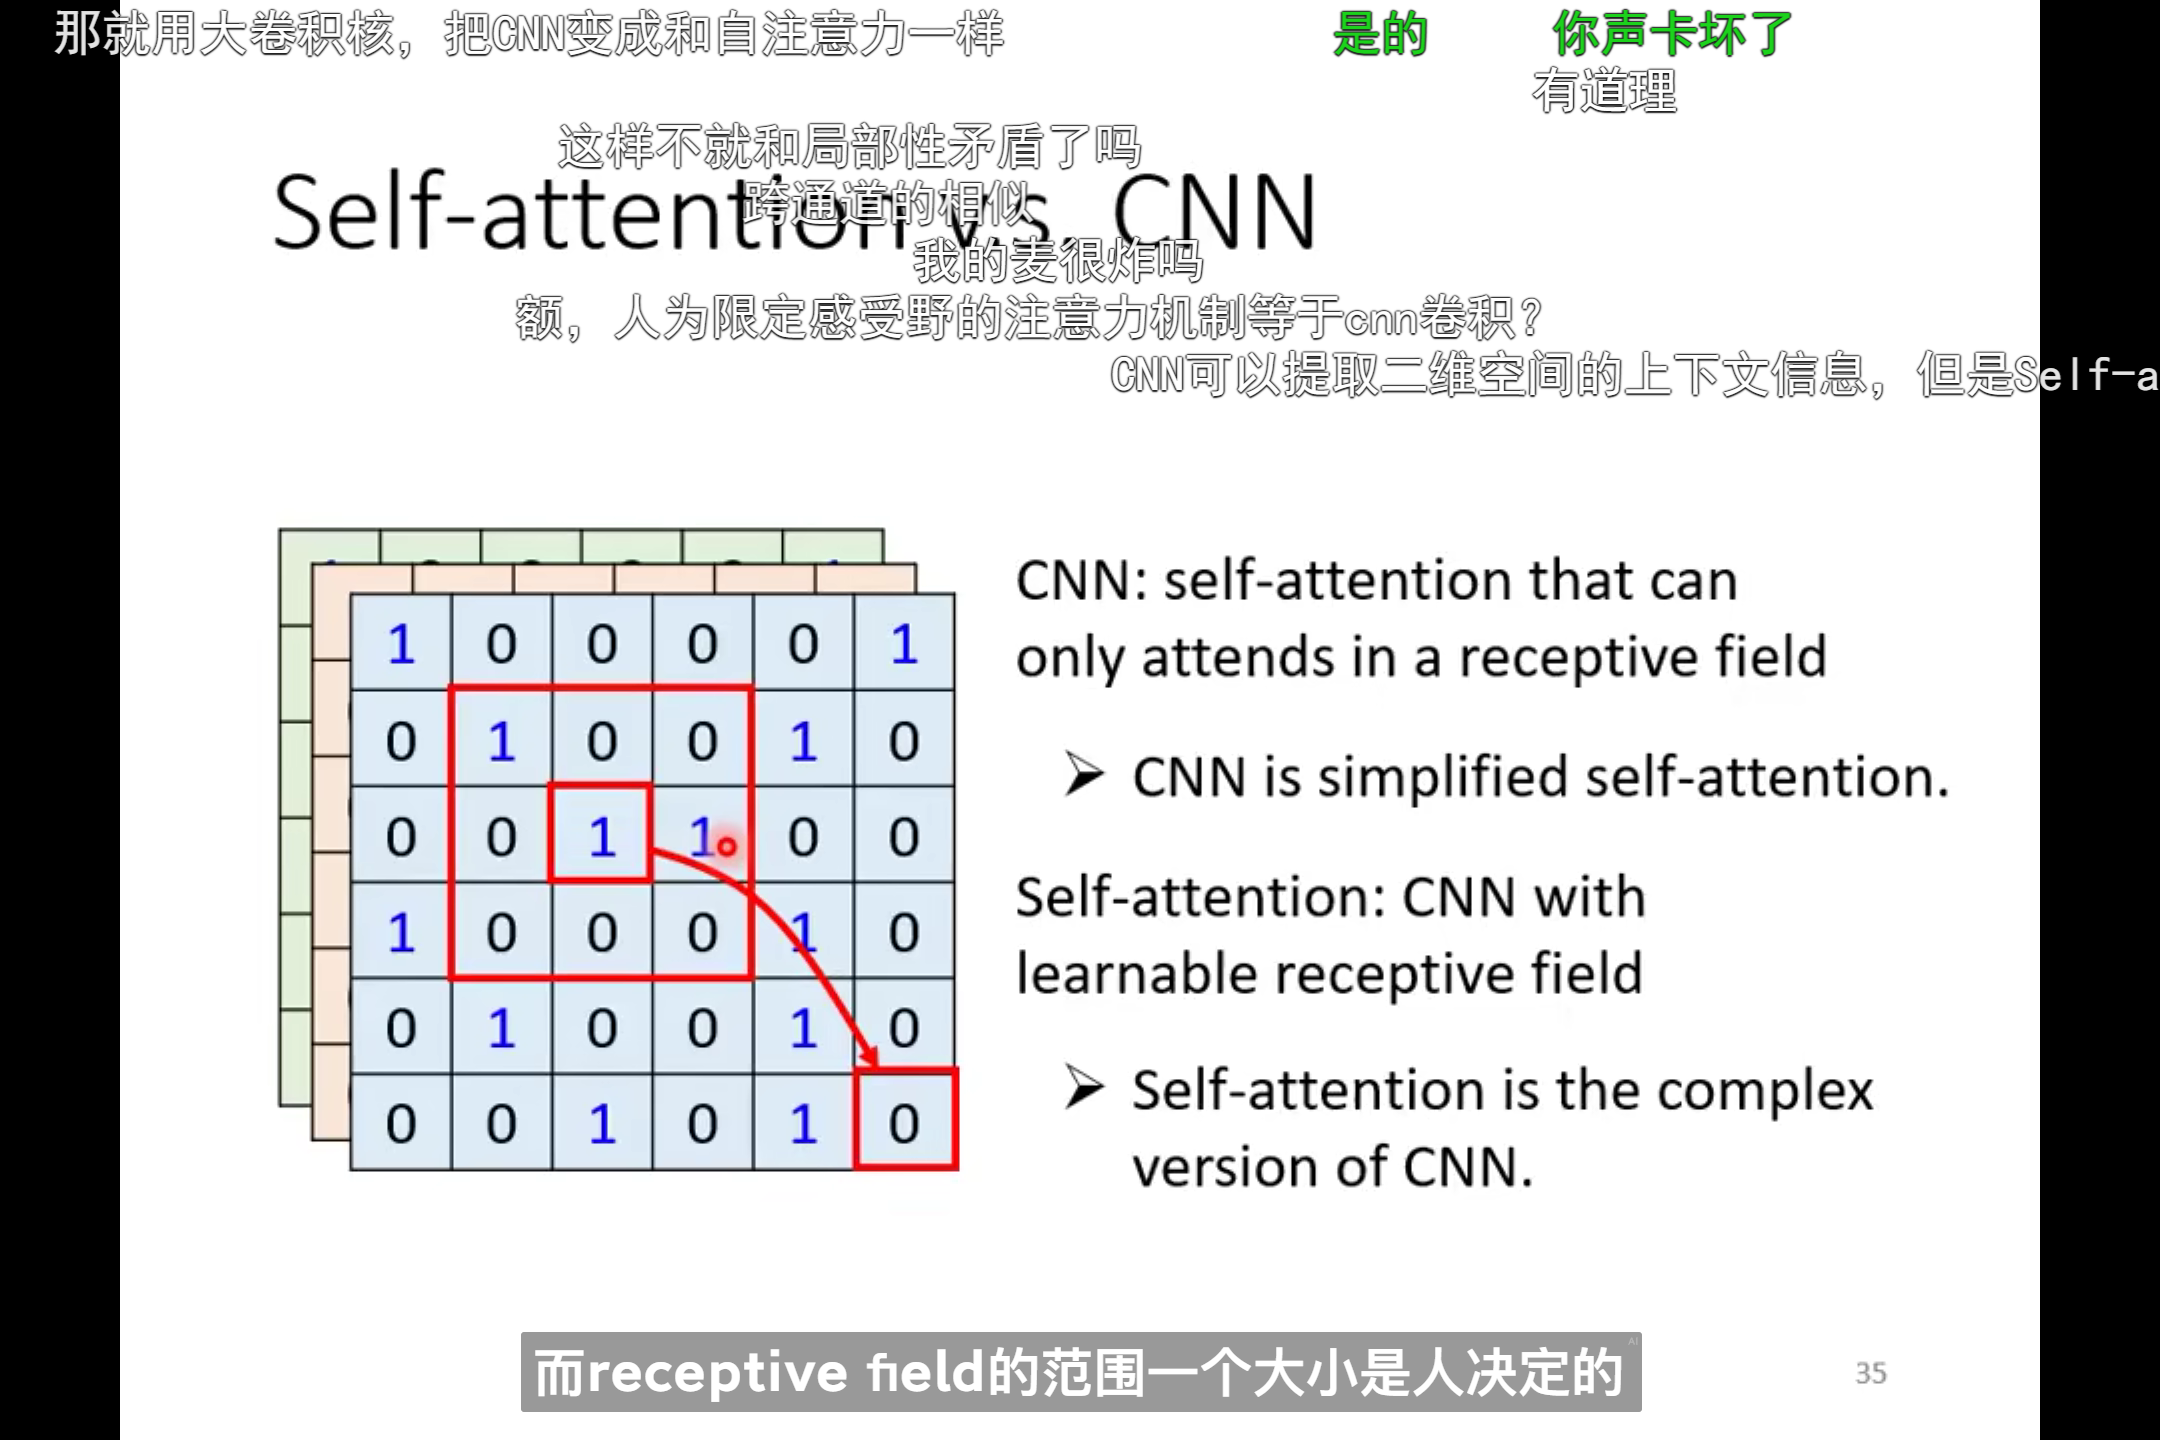 那就用大卷积核，把CNN变成和自注意力一样
是的
你声卡坏了
有道理
这样不就和局部性矛盾了吗
跨通道的相似
Self-attention vs. CNN
我的麦很炸吗
额，人为限定感受野的注意力机制等于cnn卷积？
CNN可以提取二维空间的上下文信息，但是Self-a
1 0 0 0 0 1
0 1 0 0 1 0
0 0 1 1 0 0
1 0 0 0 1 0
0 1 0 0 1 0
0 0 1 0 1 0
CNN: self-attention that can
only attends in a receptive field
➢ CNN is simplified self-attention.
Self-attention: CNN with
learnable receptive field
➢ Self-attention is the complex
version of CNN.
而receptive field的范围一个大小是人决定的
AI
35